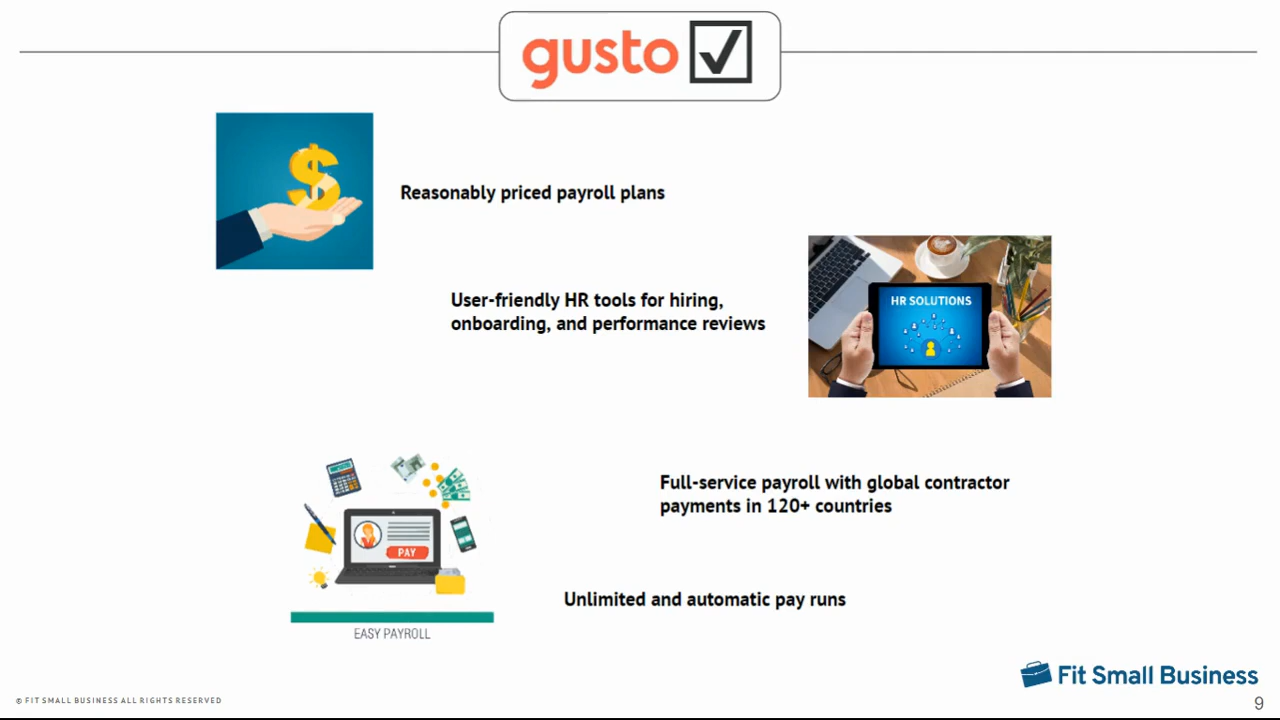 gusto
Reasonably priced payroll plans
User-friendly HR tools for hiring,
onboarding, and performance reviews
HR SOLUTIONS
Full-service payroll with global contractor
payments in 120+ countries
PAY
Unlimited and automatic pay runs
EASY PAYROLL
Fit Small Business
© FIT SMALL BUSINESS ALL RIGHTS RESERVED
9